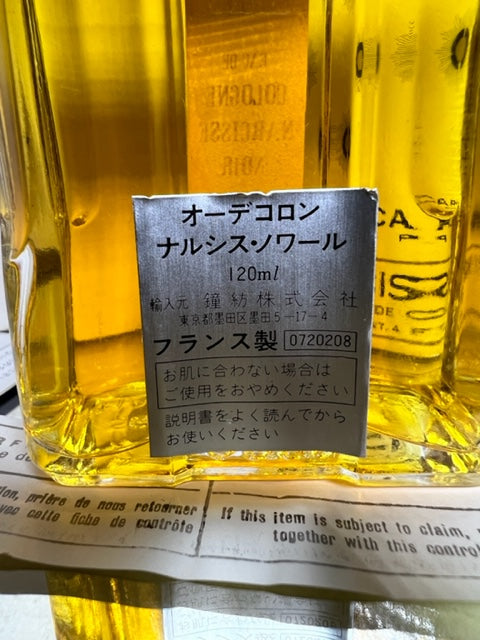 EAU DE
COLOGNE
NARCISSE
NOIR
オーデコロン
ナルシス・ノワール
120ml
輸入元 鐘紡株式会社
東京都墨田区墨田5-17-4
フランス製 0720208
お肌に合わない場合は
ご使用をおやめください
説明書をよく読んでから
お使いください
prières de nous retourner
avec cette fiche de contrôle
If this item is subject to claim,
together with this control